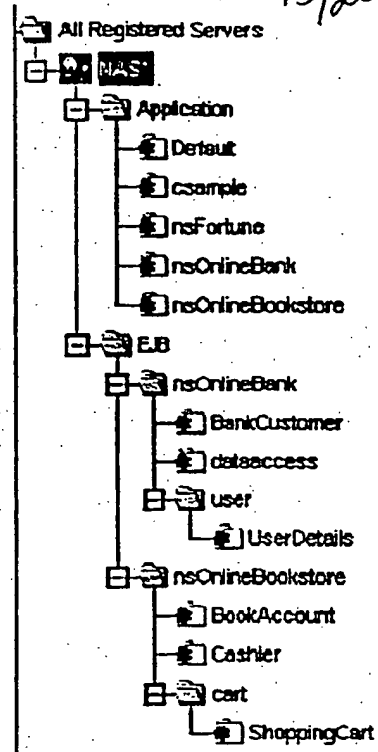 All Registered Servers
NAS*
Application
Default
csample
nsFortune
nsOnlineBank
nsOnlineBookstore
EJB
nsOnlineBank
BankCustomer
dataaccess
user
UserDetails
nsOnlineBookstore
BookAccount
Cashier
cart
ShoppingCart